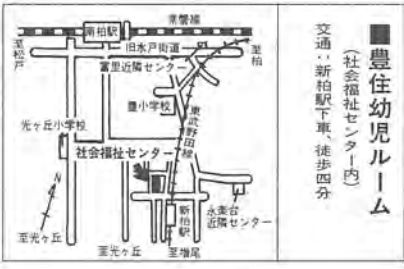 ■豊住幼児ルーム
(社会福祉センター内)
交通:新柏駅下車、徒歩四分
常磐線
南柏駅
旧水戸街道
至松戸
至柏
富里近隣センター
豊小学校
東武野田線
光ヶ丘小学校
社会福祉センター
N
新柏駅
永楽台
近隣センター
至光ヶ丘
至光ヶ丘
至増尾